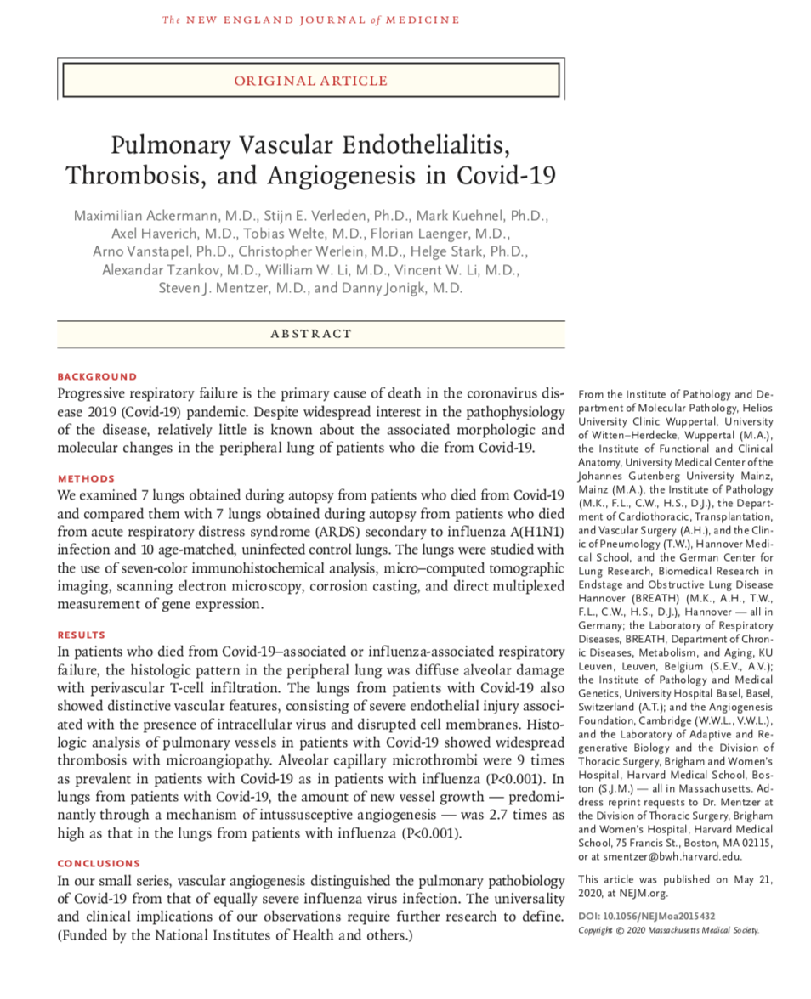 The NEW ENGLAND JOURNAL of MEDICINE
ORIGINAL ARTICLE
Pulmonary Vascular Endothelialitis,
Thrombosis, and Angiogenesis in Covid-19
Maximilian Ackermann, M.D., Stijn E. Verleden, Ph.D., Mark Kuehnel, Ph.D.,
Axel Haverich, M.D., Tobias Welte, M.D., Florian Laenger, M.D.,
Arno Vanstapel, Ph.D., Christopher Werlein, M.D., Helge Stark, Ph.D.,
Alexandar Tzankov, M.D., William W. Li, M.D., Vincent W. Li, M.D.,
Steven J. Mentzer, M.D., and Danny Jonigk, M.D.
ABSTRACT
BACKGROUND
Progressive respiratory failure is the primary cause of death in the coronavirus dis-
ease 2019 (Covid-19) pandemic. Despite widespread interest in the pathophysiology
of the disease, relatively little is known about the associated morphologic and
molecular changes in the peripheral lung of patients who die from Covid-19.
METHODS
We examined 7 lungs obtained during autopsy from patients who died from Covid-19
and compared them with 7 lungs obtained during autopsy from patients who died
from acute respiratory distress syndrome (ARDS) secondary to influenza A(H1N1)
infection and 10 age-matched, uninfected control lungs. The lungs were studied with
the use of seven-color immunohistochemical analysis, micro–computed tomographic
imaging, scanning electron microscopy, corrosion casting, and direct multiplexed
measurement of gene expression.
RESULTS
In patients who died from Covid-19–associated or influenza-associated respiratory
failure, the histologic pattern in the peripheral lung was diffuse alveolar damage
with perivascular T-cell infiltration. The lungs from patients with Covid-19 also
showed distinctive vascular features, consisting of severe endothelial injury associ-
ated with the presence of intracellular virus and disrupted cell membranes. Histo-
logic analysis of pulmonary vessels in patients with Covid-19 showed widespread
thrombosis with microangiopathy. Alveolar capillary microthrombi were 9 times
as prevalent in patients with Covid-19 as in patients with influenza (P<0.001). In
lungs from patients with Covid-19, the amount of new vessel growth — predomi-
nantly through a mechanism of intussusceptive angiogenesis — was 2.7 times as
high as that in the lungs from patients with influenza (P<0.001).
CONCLUSIONS
In our small series, vascular angiogenesis distinguished the pulmonary pathobiology
of Covid-19 from that of equally severe influenza virus infection. The universality
and clinical implications of our observations require further research to define.
(Funded by the National Institutes of Health and others.)
From the Institute of Pathology and De-
partment of Molecular Pathology, Helios
University Clinic Wuppertal, University
of Witten–Herdecke, Wuppertal (M.A.),
the Institute of Functional and Clinical
Anatomy, University Medical Center of the
Johannes Gutenberg University Mainz,
Mainz (M.A.), the Institute of Pathology
(M.K., F.L., C.W., H.S., D.J.), the Depart-
ment of Cardiothoracic, Transplantation,
and Vascular Surgery (A.H.), and the Clin-
ic of Pneumology (T.W.), Hannover Medi-
cal School, and the German Center for
Lung Research, Biomedical Research in
Endstage and Obstructive Lung Disease
Hannover (BREATH) (M.K., A.H., T.W.,
F.L., C.W., H.S., D.J.), Hannover — all in
Germany; the Laboratory of Respiratory
Diseases, BREATH, Department of Chron-
ic Diseases, Metabolism, and Aging, KU
Leuven, Leuven, Belgium (S.E.V., A.V.);
the Institute of Pathology and Medical
Genetics, University Hospital Basel, Basel,
Switzerland (A.T.); and the Angiogenesis
Foundation, Cambridge (W.W.L., V.W.L.),
and the Laboratory of Adaptive and Re-
generative Biology and the Division of
Thoracic Surgery, Brigham and Women's
Hospital, Harvard Medical School, Bos-
ton (S.J.M.) — all in Massachusetts. Ad-
dress reprint requests to Dr. Mentzer at
the Division of Thoracic Surgery, Brigham
and Women's Hospital, Harvard Medical
School, 75 Francis St., Boston, MA 02115,
or at smentzer@bwh.harvard.edu.
This article was published on May 21,
2020, at NEJM.org.
DOI: 10.1056/NEJMoa2015432
Copyright © 2020 Massachusetts Medical Society.